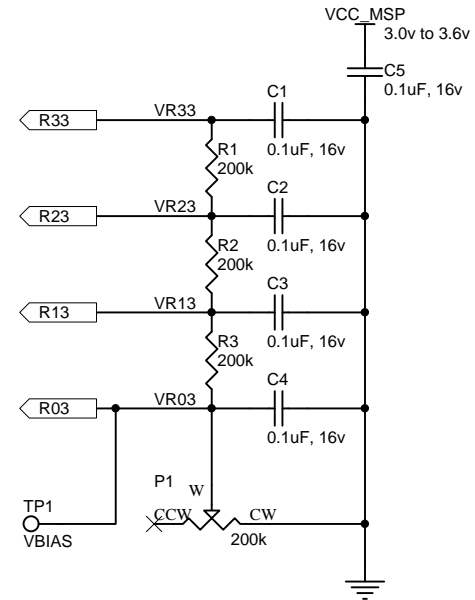 VCC_MSP
3.0v to 3.6v
C5
0.1uF, 16v
R33
VR33
C1
0.1uF, 16v
R1
200k
R23
VR23
C2
0.1uF, 16v
R2
200k
R13
VR13
C3
0.1uF, 16v
R3
200k
R03
VR03
C4
0.1uF, 16v
P1
W
TP1
VBIAS
CCW
CW
200k